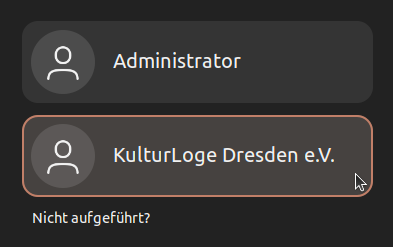 Administrator
KulturLoge Dresden e.V.
Nicht aufgeführt?